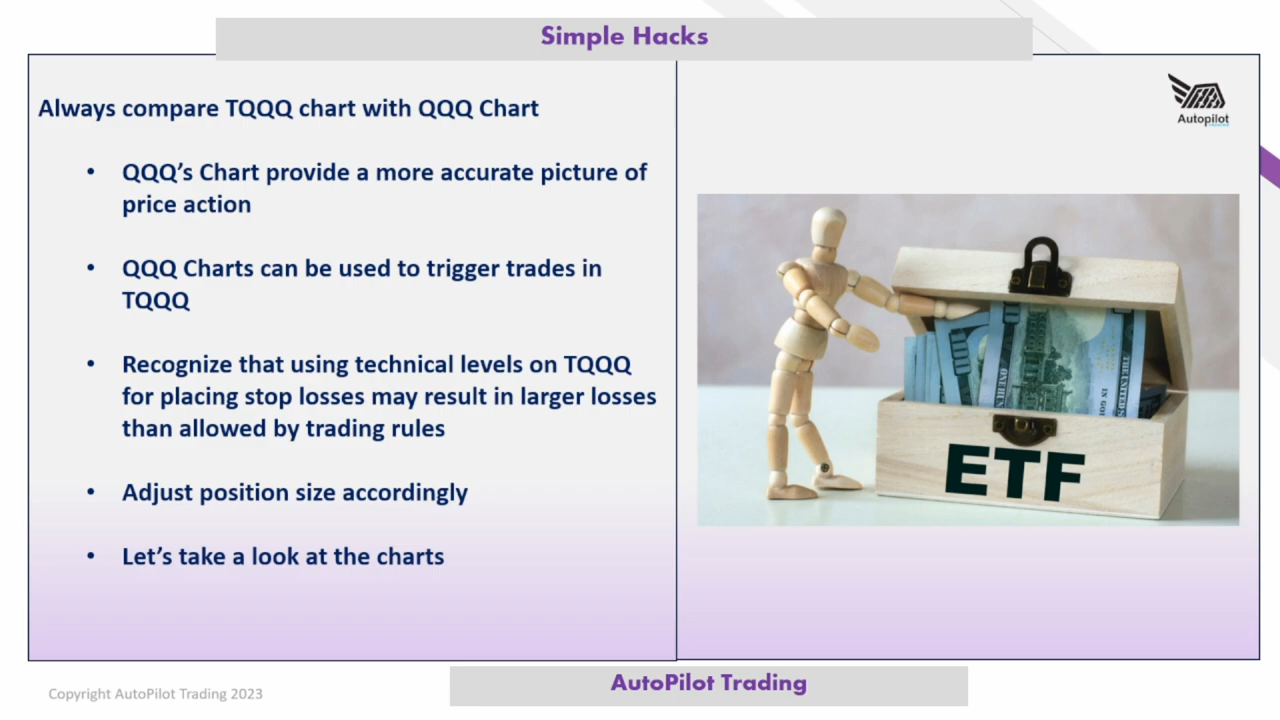 Simple Hacks
Always compare TQQQ chart with QQQ Chart
• QQQ’s Chart provide a more accurate picture of
price action
• QQQ Charts can be used to trigger trades in
TQQQ
• Recognize that using technical levels on TQQQ
for placing stop losses may result in larger losses
than allowed by trading rules
• Adjust position size accordingly
• Let’s take a look at the charts
Autopilot
TRADING
ETF
AutoPilot Trading
Copyright AutoPilot Trading 2023